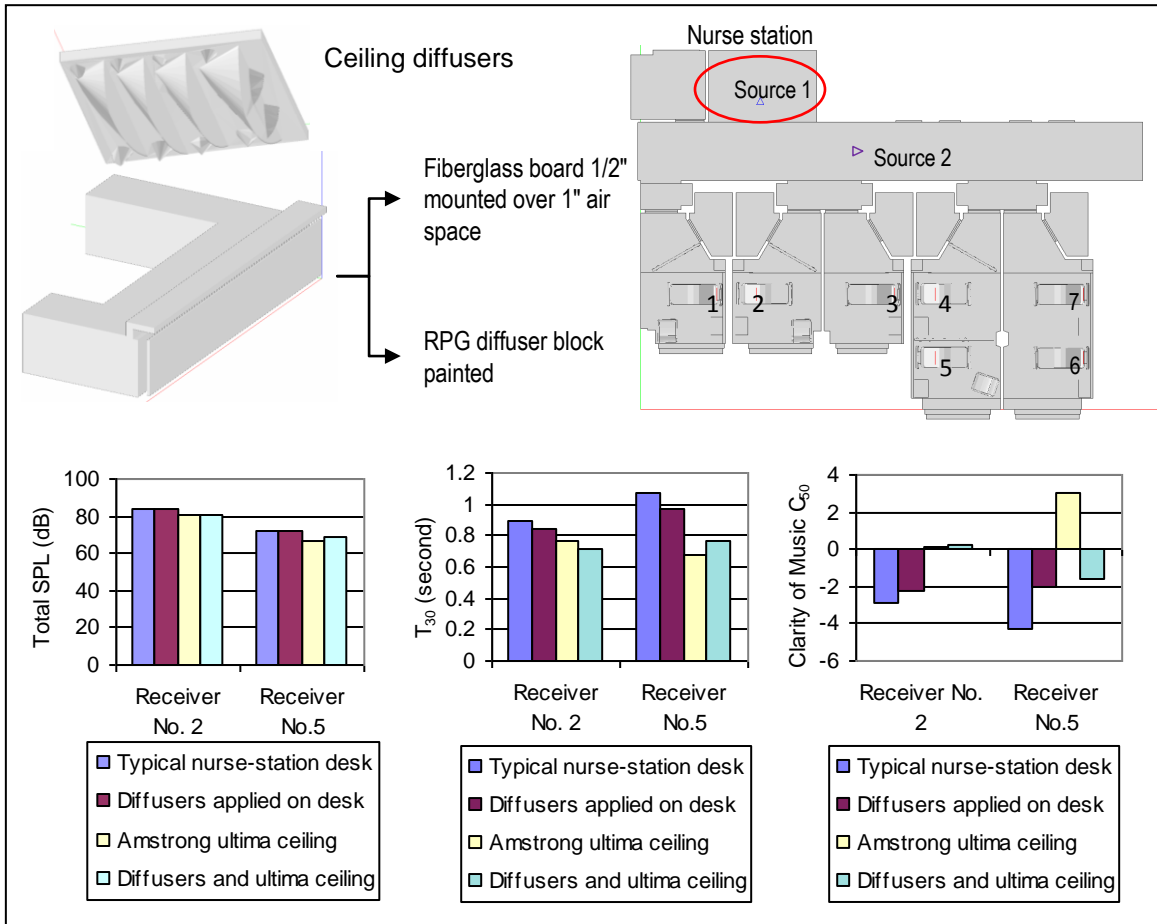 Ceiling diffusers
Fiberglass board 1/2"
mounted over 1" air
space
RPG diffuser block
painted
Nurse station
Source 1
Source 2
1
2
3
4
7
5
6
Total SPL (dB)
100
80
60
40
20
0
Receiver
No. 2
Receiver
No.5
Typical nurse-station desk
Diffusers applied on desk
Amstrong ultima ceiling
Diffusers and ultima ceiling
T30 (second)
1.2
1
0.8
0.6
0.4
0.2
0
Receiver
No. 2
Receiver
No.5
Typical nurse-station desk
Diffusers applied on desk
Amstrong ultima ceiling
Diffusers and ultima ceiling
Clarity of Music C50
4
2
0
-2
-4
-6
Receiver No.
2
Receiver
No.5
Typical nurse-station desk
Diffusers applied on desk
Amstrong ultima ceiling
Diffusers and ultima ceiling